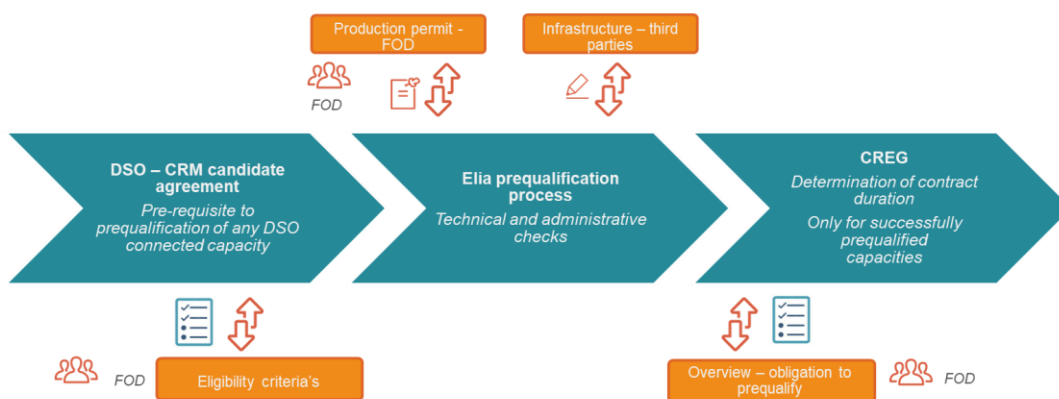 Production permit -
FOD
Infrastructure – third
parties
FOD
DSO – CRM candidate
agreement
Pre-requisite to
prequalification of any DSO
connected capacity
Elia prequalification
process
Technical and administrative
checks
CREG
Determination of contract
duration
Only for successfully
prequalified
capacities
FOD
Eligibility criteria's
Overview – obligation to
prequalify
FOD